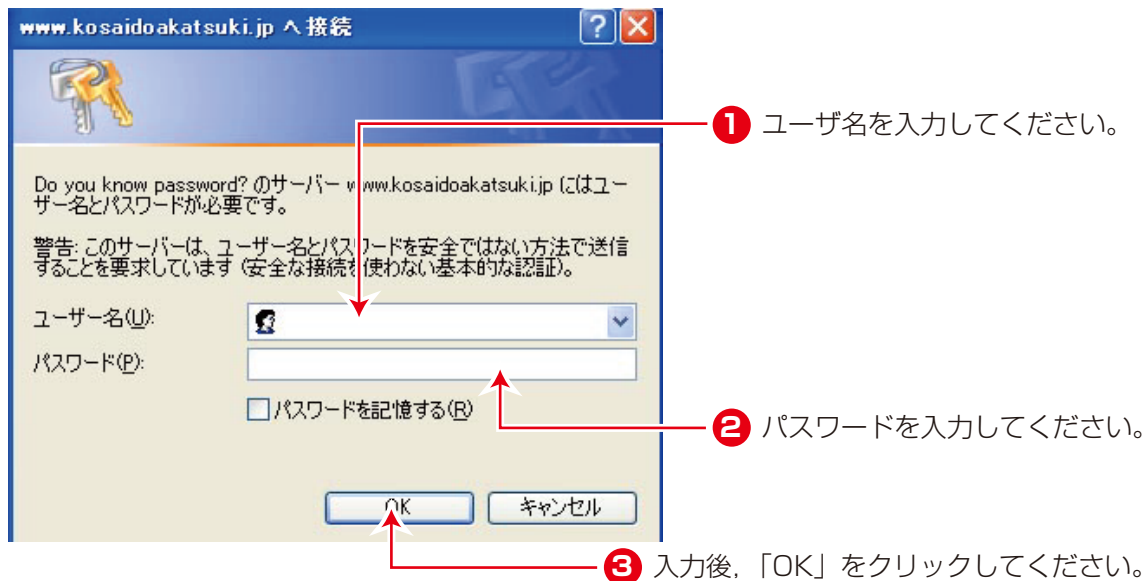 www.kosaidoakatsuki.jp へ接続
1 ユーザ名を入力してください。
Do you know password? のサーバー www.kosaidoakatsuki.jp にはユー
ザー名とパスワードが必要です。
警告: このサーバーは、ユーザー名とパスワードを安全ではない方法で送信
することを要求しています (安全な接続を使わない基本的な認証)。
ユーザー名(U):
パスワード(P):
パスワードを記憶する(R)
2 パスワードを入力してください。
OK キャンセル
3 入力後,「OK」をクリックしてください。